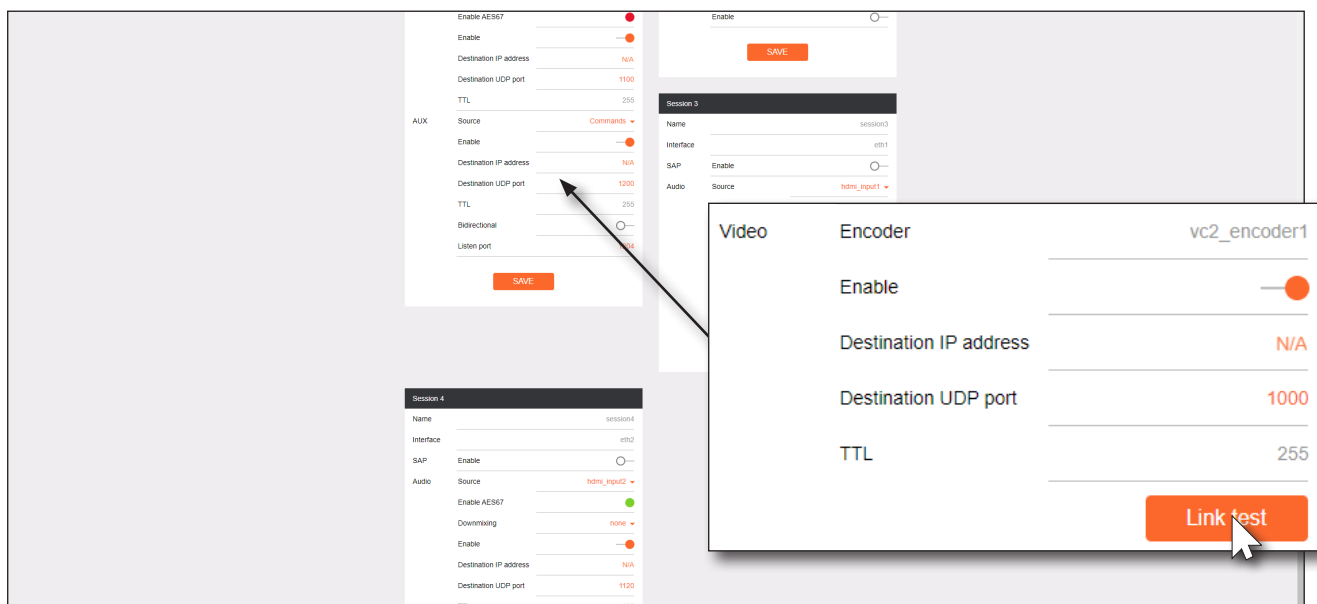 Enable AES67
Enable
Destination IP address N/A
Destination UDP port 1100
TTL 255
AUX Source Commands
Enable
Destination IP address N/A
Destination UDP port 1200
TTL 255
Bidirectional
Listen port
SAVE
Enable
SAVE
Session 3
Name session3
Interface eth1
SAP Enable
Audio Source hdmi_input1
Video Encoder vc2_encoder1
Enable
Destination IP address N/A
Destination UDP port 1000
TTL 255
Link test
Session 4
Name session4
Interface eth2
SAP Enable
Audio Source hdmi_input2
Enable AES67
Downmixing none
Enable
Destination IP address N/A
Destination UDP port 1120